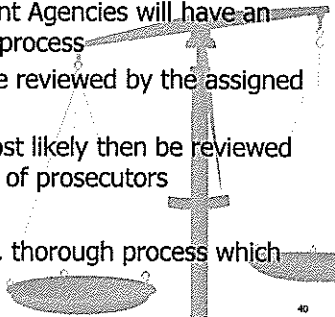 nt Agencies will have an
process
e reviewed by the assigned
ost likely then be reviewed
of prosecutors
. thorough process which
40